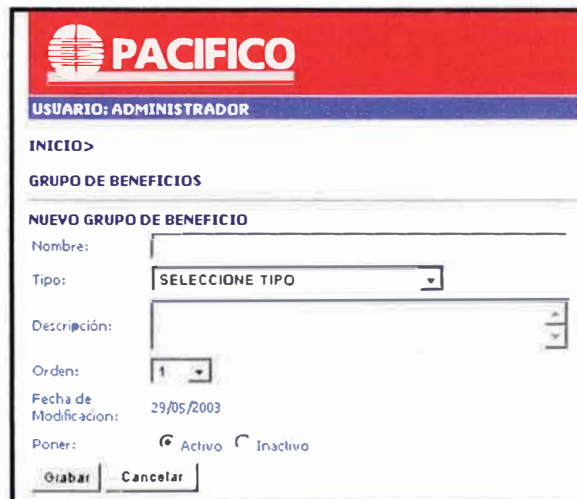 PACIFICO
USUARIO: ADMINISTRADOR
INICIO>
GRUPO DE BENEFICIOS
NUEVO GRUPO DE BENEFICIO
Nombre:
Tipo: SELECCIONE TIPO
Descripción:
Orden: 1
Fecha de
Modificacion: 29/05/2003
Poner: Activo Inactivo
Grabar Cancelar